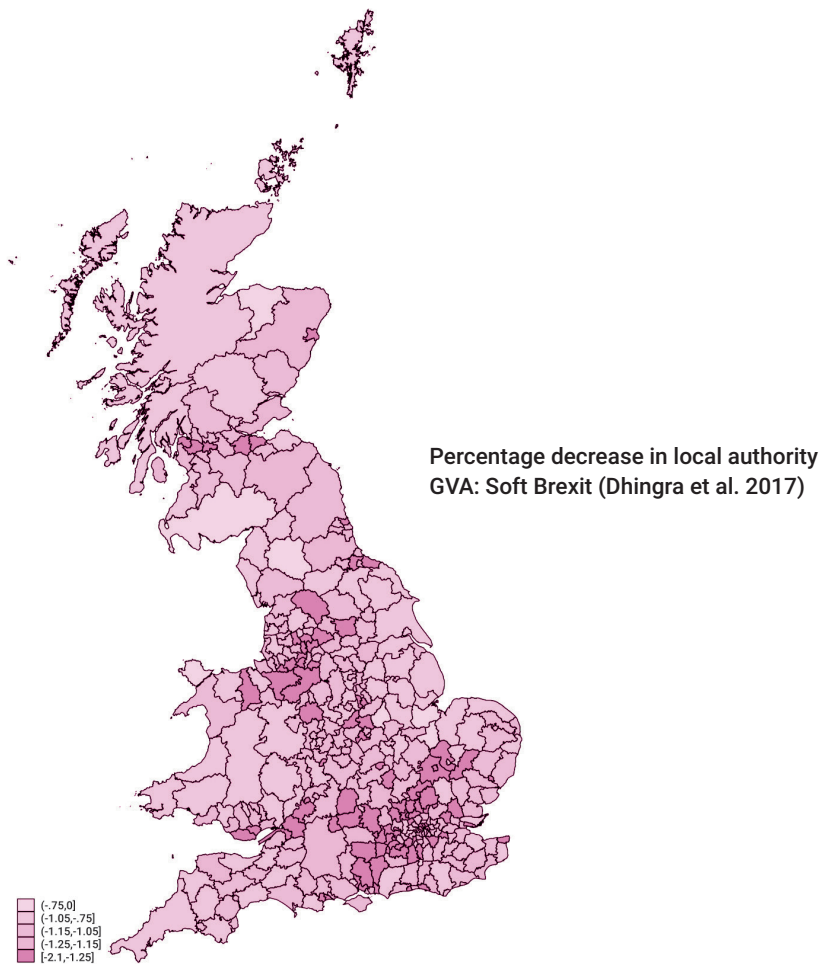 Percentage decrease in local authority
GVA: Soft Brexit (Dhingra et al. 2017)
(-.75,0]
(-1.05,-.75]
(-1.15,-1.05]
(-1.25,-1.15]
[-2.1,-1.25]